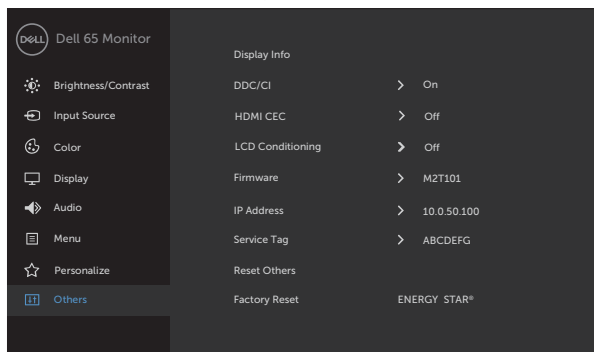 DELL Dell 65 Monitor
Brightness/Contrast
Input Source
Color
Display
Audio
Menu
Personalize
Others
Display Info
DDC/CI > On
HDMI CEC > Off
LCD Conditioning > Off
Firmware > M2T101
IP Address > 10.0.50.100
Service Tag > ABCDEFG
Reset Others
Factory Reset ENERGY STAR®